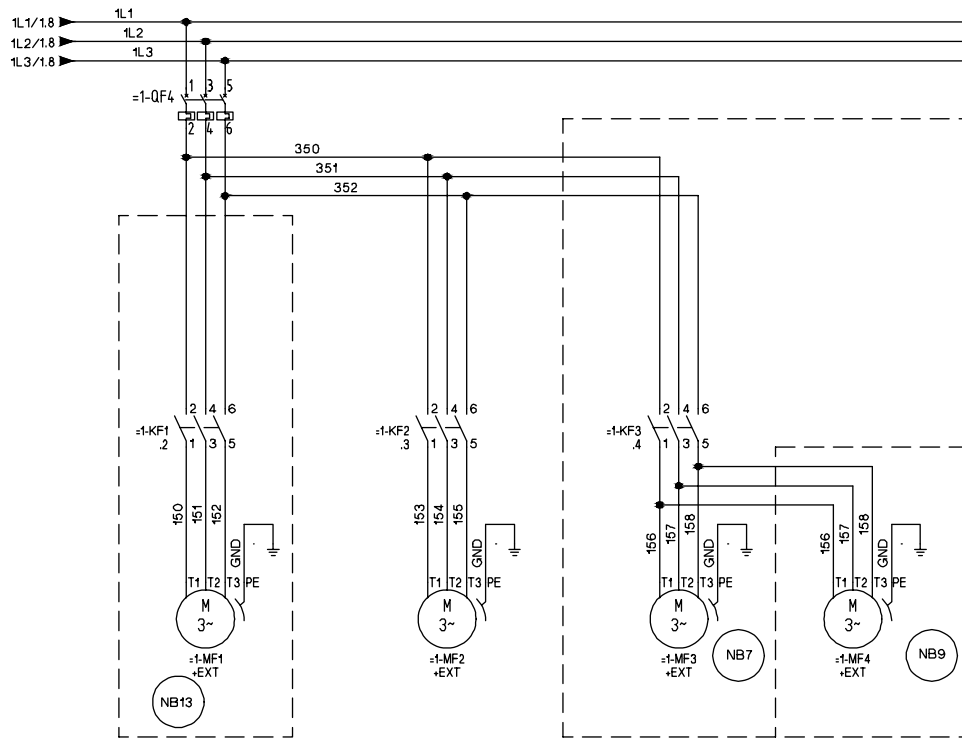 1L1/1.8
1L1
1L2/1.8
1L2
1L3/1.8
1L3
=1-QF4
1 3 5
2 4 6
350
351
352
=1-KF1
.2
2 4 6
1 3 5
=1-KF2
.3
2 4 6
1 3 5
=1-KF3
.4
2 4 6
1 3 5
150 151 152
GND
153 154 155
GND
156 157 158
GND
156 157 158
GND
T1 T2 T3 PE
T1 T2 T3 PE
T1 T2 T3 PE
T1 T2 T3 PE
M
3~
M
3~
M
3~
M
3~
=1-MF1
+EXT
=1-MF2
+EXT
=1-MF3
+EXT
=1-MF4
+EXT
NB13
NB7
NB9